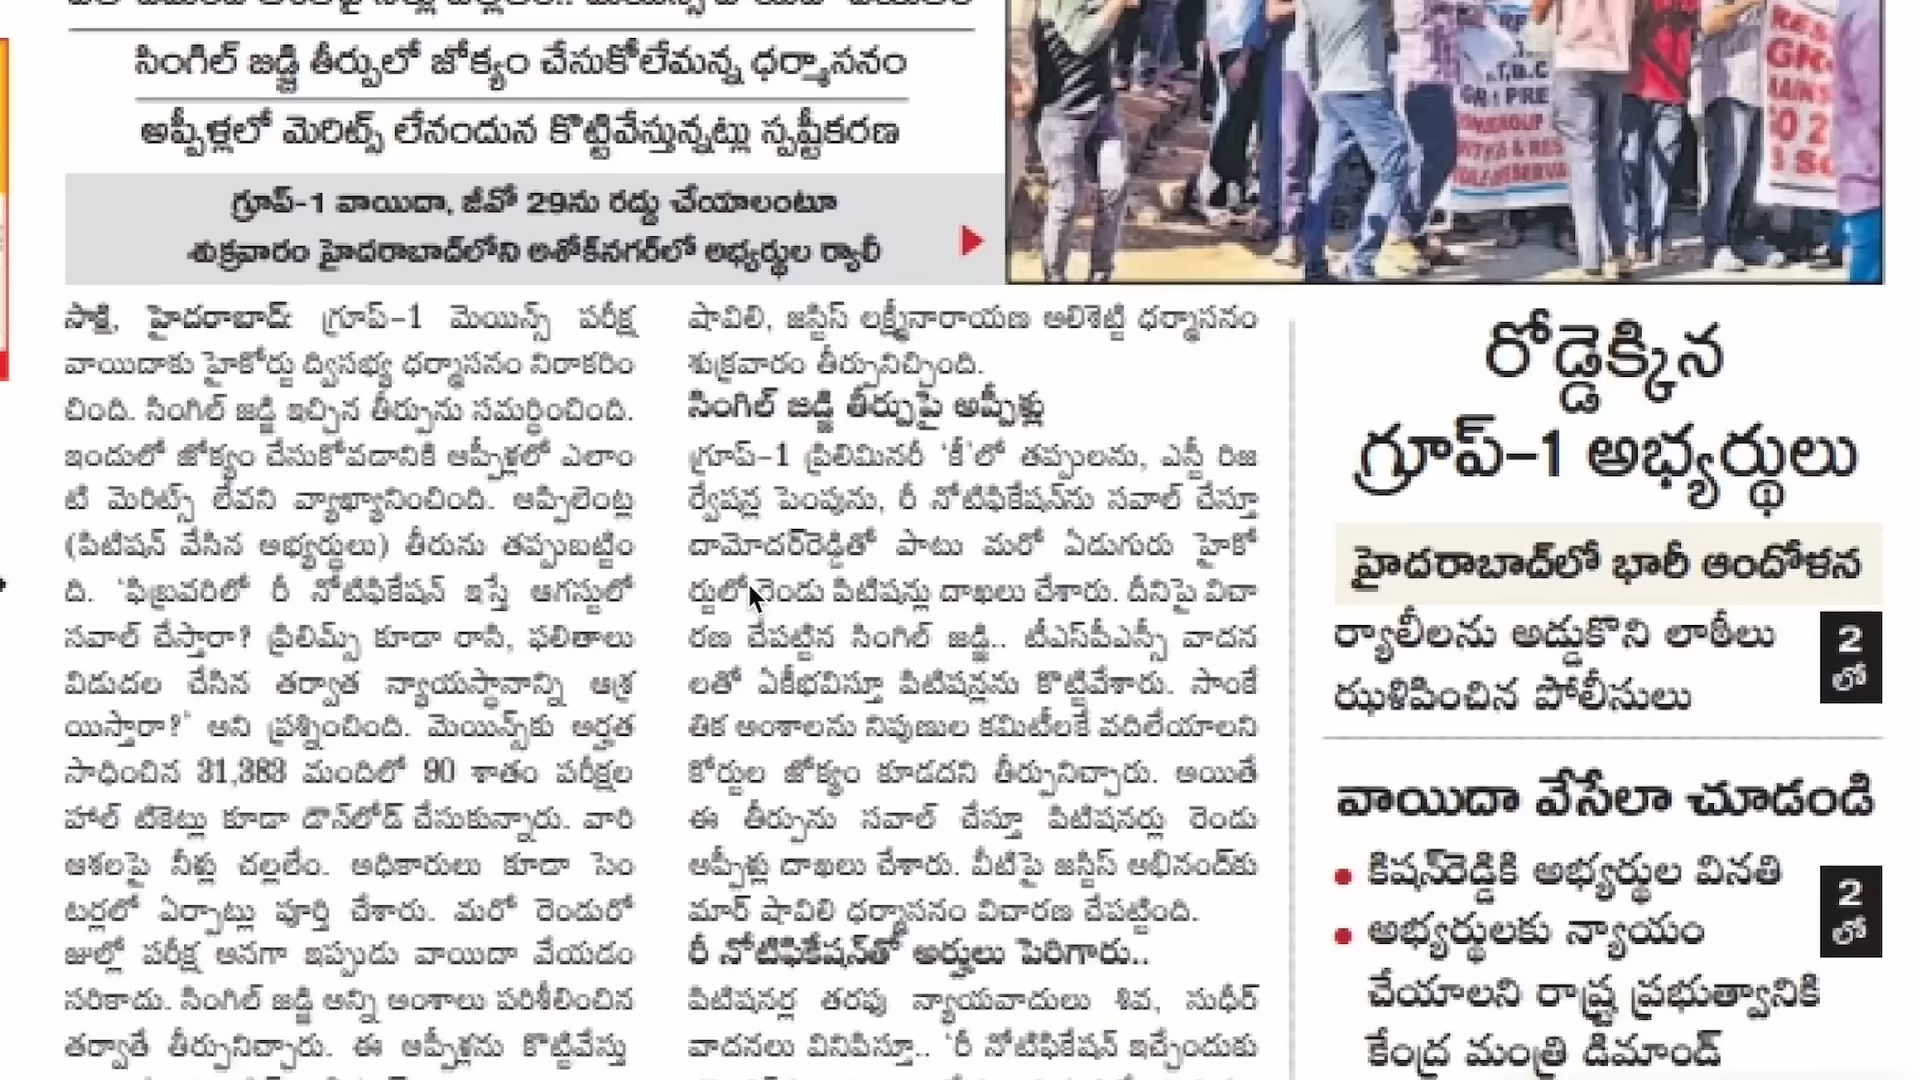 సింగిల్ జడ్జి తీర్పులో జోక్యం చేసుకోలేమన్న ధర్మాసనం
అప్పీళ్లలో మెరిట్స్ లేనందున కొట్టివేస్తున్నట్లు స్పష్టీకరణ
గ్రూప్-1 వాయిదా, జీవో 29ను రద్దు చేయాలంటూ
శుక్రవారం హైదరాబాద్‌లోని అశోక్‌నగర్‌లో అభ్యర్థుల ర్యాలీ
సాక్షి, హైదరాబాద్: గ్రూప్-1 మెయిన్స్ పరీక్ష
వాయిదాకు హైకోర్టు ద్విసభ్య ధర్మాసనం నిరాకరిం
చింది. సింగిల్ జడ్జి ఇచ్చిన తీర్పును సమర్థించింది.
ఇందులో జోక్యం చేసుకోవడానికి అప్పీళ్లలో ఎలాం
టి మెరిట్స్ లేవని వ్యాఖ్యానించింది. అప్పిలెంట్ల
(పిటిషన్ వేసిన అభ్యర్థులు) తీరును తప్పుబట్టిం
ది. ‘ఫిబ్రువరిలో రీ నోటిఫికేషన్ ఇస్తే ఆగస్టులో
సవాల్ చేస్తారా? ప్రిలిమ్స్ కూడా రాసి, ఫలితాలు
విడుదల చేసిన తర్వాత న్యాయస్థానాన్ని ఆశ్ర
యిస్తారా?’ అని ప్రశ్నించింది. మెయిన్స్‌కు అర్హత
సాధించిన 31,383 మందిలో 90 శాతం పరీక్షల
హాల్ టికెట్లు కూడా డౌన్‌లోడ్ చేసుకున్నారు. వారి
ఆశలపై నీళ్లు చల్లలేం. అధికారులు కూడా సెం
టర్లలో ఏర్పాట్లు పూర్తి చేశారు. మరో రెండురో
జుల్లో పరీక్ష అనగా ఇప్పుడు వాయిదా వేయడం
సరికాదు. సింగిల్ జడ్జి అన్ని అంశాలు పరిశీలించిన
తర్వాతే తీర్పునిచ్చారు. ఈ అప్పీళ్లను కొట్టివేస్తు
షావిలి, జస్టిస్ లక్ష్మీనారాయణ అలిశెట్టి ధర్మాసనం
శుక్రవారం తీర్పునిచ్చింది.
సింగిల్ జడ్జి తీర్పుపై అప్పీళ్లు
గ్రూప్-1 ప్రిలిమినరీ ‘కీ’లో తప్పులను, ఎస్టీ రిజ
ర్వేషన్ల పెంపును, రీ నోటిఫికేషన్‌ను సవాల్ చేస్తూ
దామోదర్‌రెడ్డితో పాటు మరో ఏడుగురు హైకో
ర్టులో రెండు పిటిషన్లు దాఖలు చేశారు. దీనిపై విచా
రణ చేపట్టిన సింగిల్ జడ్జి.. టీఎస్‌పీఎస్సీ వాదన
లతో ఏకీభవిస్తూ పిటిషన్లను కొట్టివేశారు. సాంకే
తిక అంశాలను నిపుణుల కమిటీలకే వదిలేయాలని
కోర్టుల జోక్యం కూడదని తీర్పునిచ్చారు. అయితే
ఈ తీర్పును సవాల్ చేస్తూ పిటిషనర్లు రెండు
అప్పీళ్లు దాఖలు చేశారు. వీటిపై జస్టిస్ అభినంద్‌కు
మార్ షావిలి ధర్మాసనం విచారణ చేపట్టింది.
రీ నోటిఫికేషన్‌తో అర్హులు పెరిగారు..
పిటిషనర్ల తరపు న్యాయవాదులు శివ, సుధీర్
వాదనలు వినిపిస్తూ.. ‘రీ నోటిఫికేషన్ ఇచ్చేందుకు
రోడ్డెక్కిన
గ్రూప్-1 అభ్యర్థులు
హైదరాబాద్‌లో భారీ ఆందోళన
ర్యాలీలను అడ్డుకొని లాఠీలు
ఝళిపించిన పోలీసులు
2
లో
వాయిదా వేసేలా చూడండి
• కిషన్‌రెడ్డికి అభ్యర్థుల వినతి
• అభ్యర్థులకు న్యాయం
చేయాలని రాష్ట్ర ప్రభుత్వానికి
కేంద్ర మంత్రి డిమాండ్
2
లో